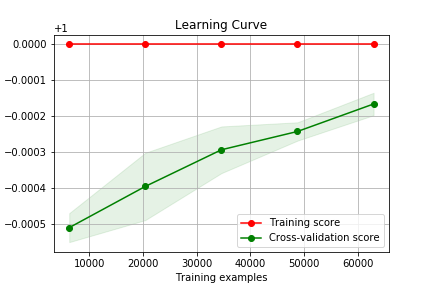 Learning Curve
+1
0.0000
−0.0001
−0.0002
−0.0003
−0.0004
−0.0005
Training score
Cross-validation score
10000 20000 30000 40000 50000 60000
Training examples